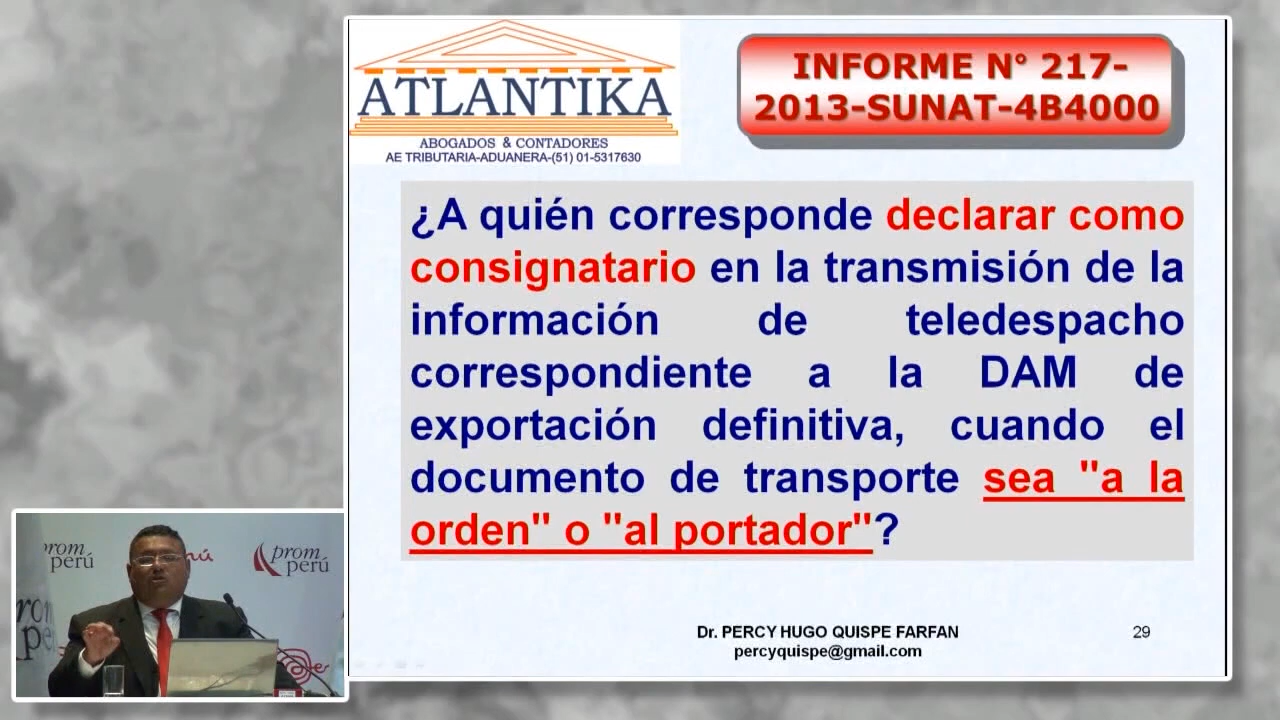 ATLANTIKA
ABOGADOS & CONTADORES
AE TRIBUTARIA-ADUANERA-(51) 01-5317630
INFORME N° 217-
2013-SUNAT-4B4000
¿A quién corresponde declarar como
consignatario en la transmisión de la
información de teledespacho
correspondiente a la DAM de
exportación definitiva, cuando el
documento de transporte sea "a la
orden" o "al portador"?
Dr. PERCY HUGO QUISPE FARFAN
percyquispe@gmail.com
29
prom
perú